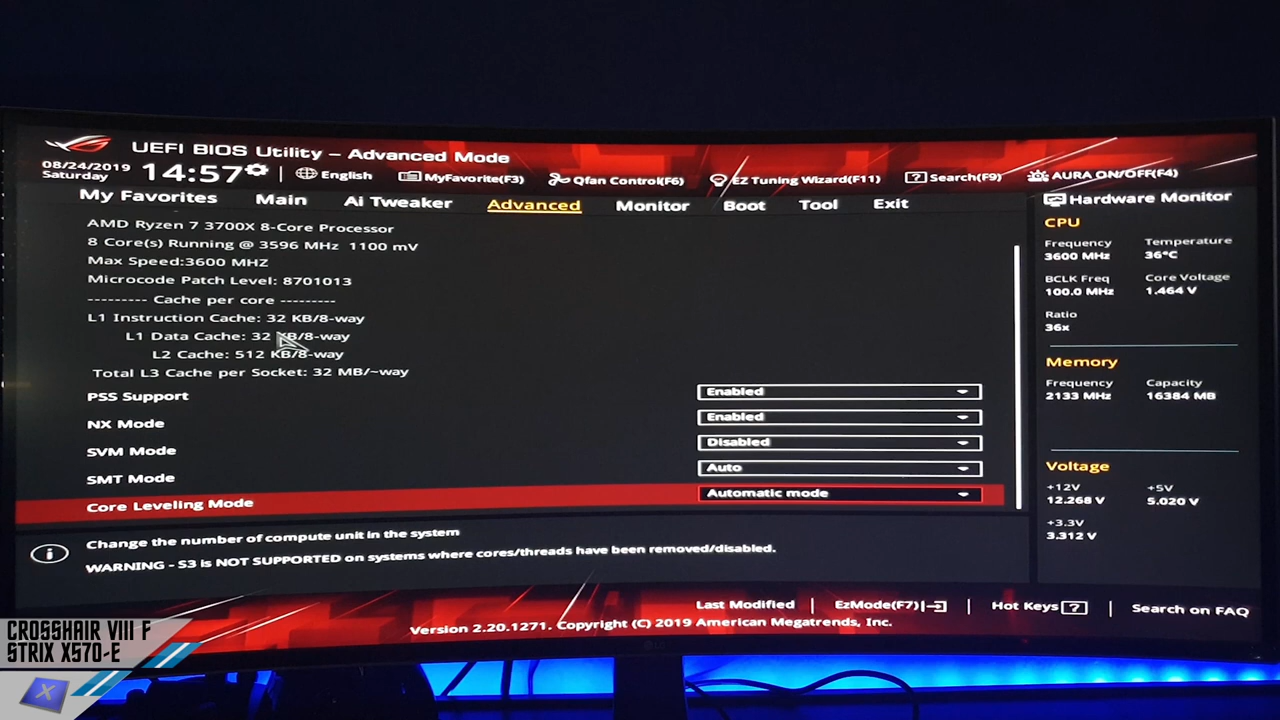 UEFI BIOS Utility – Advanced Mode
08/24/2019
Saturday
14:57
English
MyFavorite(F3)
Qfan Control(F6)
EZ Tuning Wizard(F11)
Search(F9)
AURA ON/OFF(F4)
My Favorites
Main
Ai Tweaker
Advanced
Monitor
Boot
Tool
Exit
AMD Ryzen 7 3700X 8-Core Processor
8 Core(s) Running @ 3596 MHz 1100 mV
Max Speed:3600 MHZ
Microcode Patch Level: 8701013
--------- Cache per core ---------
L1 Instruction Cache: 32 KB/8-way
L1 Data Cache: 32 KB/8-way
L2 Cache: 512 KB/8-way
Total L3 Cache per Socket: 32 MB/~way
PSS Support
Enabled
NX Mode
Enabled
SVM Mode
Disabled
SMT Mode
Auto
Core Leveling Mode
Automatic mode
Change the number of compute unit in the system
WARNING - S3 is NOT SUPPORTED on systems where cores/threads have been removed/disabled.
Hardware Monitor
CPU
Frequency Temperature
3600 MHz 36°C
BCLK Freq Core Voltage
100.0 MHz 1.464 V
Ratio
36x
Memory
Frequency Capacity
2133 MHz 16384 MB
Voltage
+12V +5V
12.268 V 5.020 V
+3.3V
3.312 V
Last Modified
EzMode(F7)
Hot Keys ?
Search on FAQ
Version 2.20.1271. Copyright (C) 2019 American Megatrends, Inc.
CROSSHAIR VIII F
STRIX X570-E
X